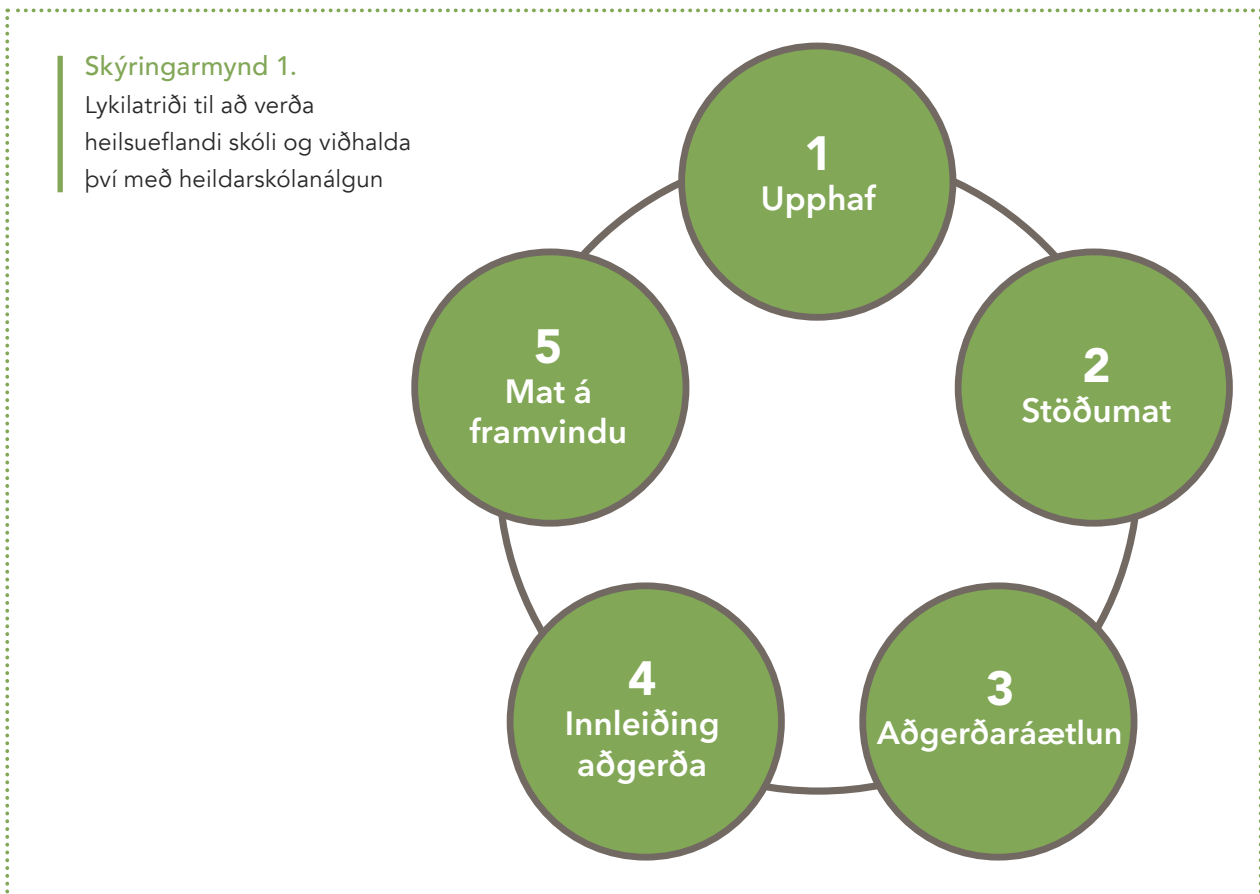 Skýringarmynd 1.
Lykilatriði til að verða
heilsueflandi skóli og viðhalda
því með heildarskólanálgun
1
Upphaf
2
Stöðumat
3
Aðgerðaráætlun
4
Innleiðing
aðgerða
5
Mat á
framvindu